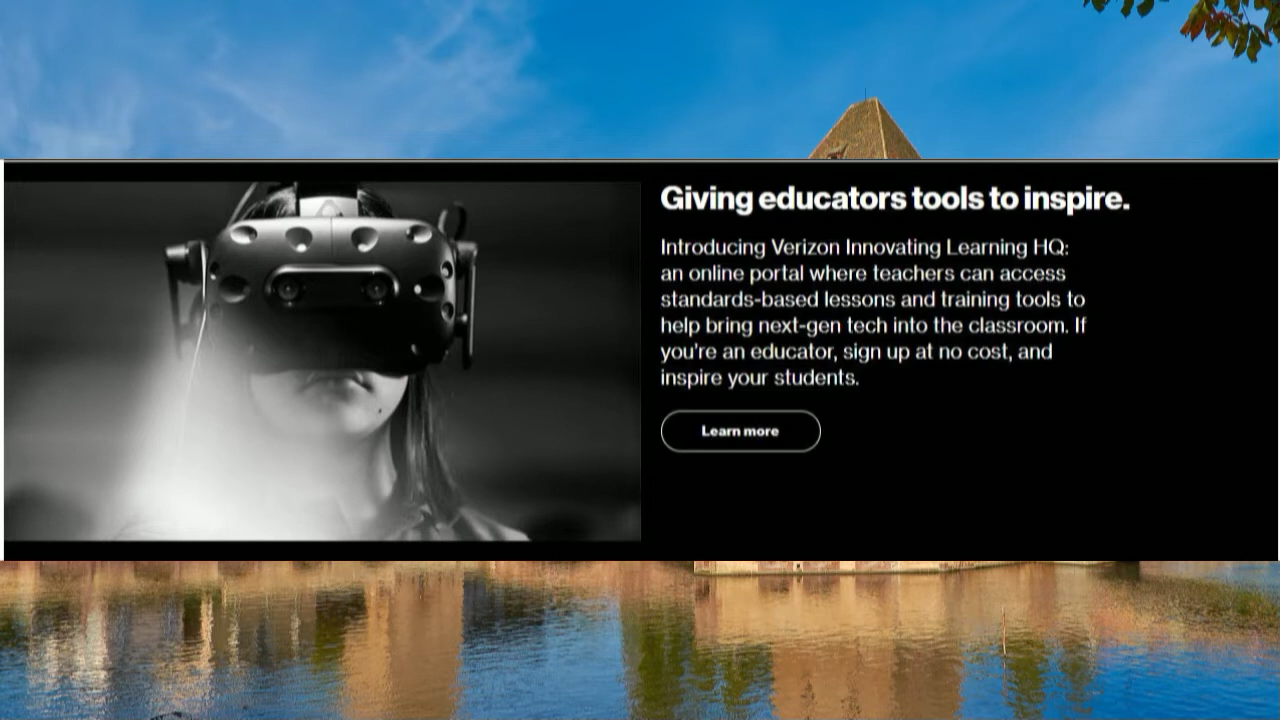 Giving educators tools to inspire.
Introducing Verizon Innovating Learning HQ:
an online portal where teachers can access
standards-based lessons and training tools to
help bring next-gen tech into the classroom. If
you're an educator, sign up at no cost, and
inspire your students.
Learn more